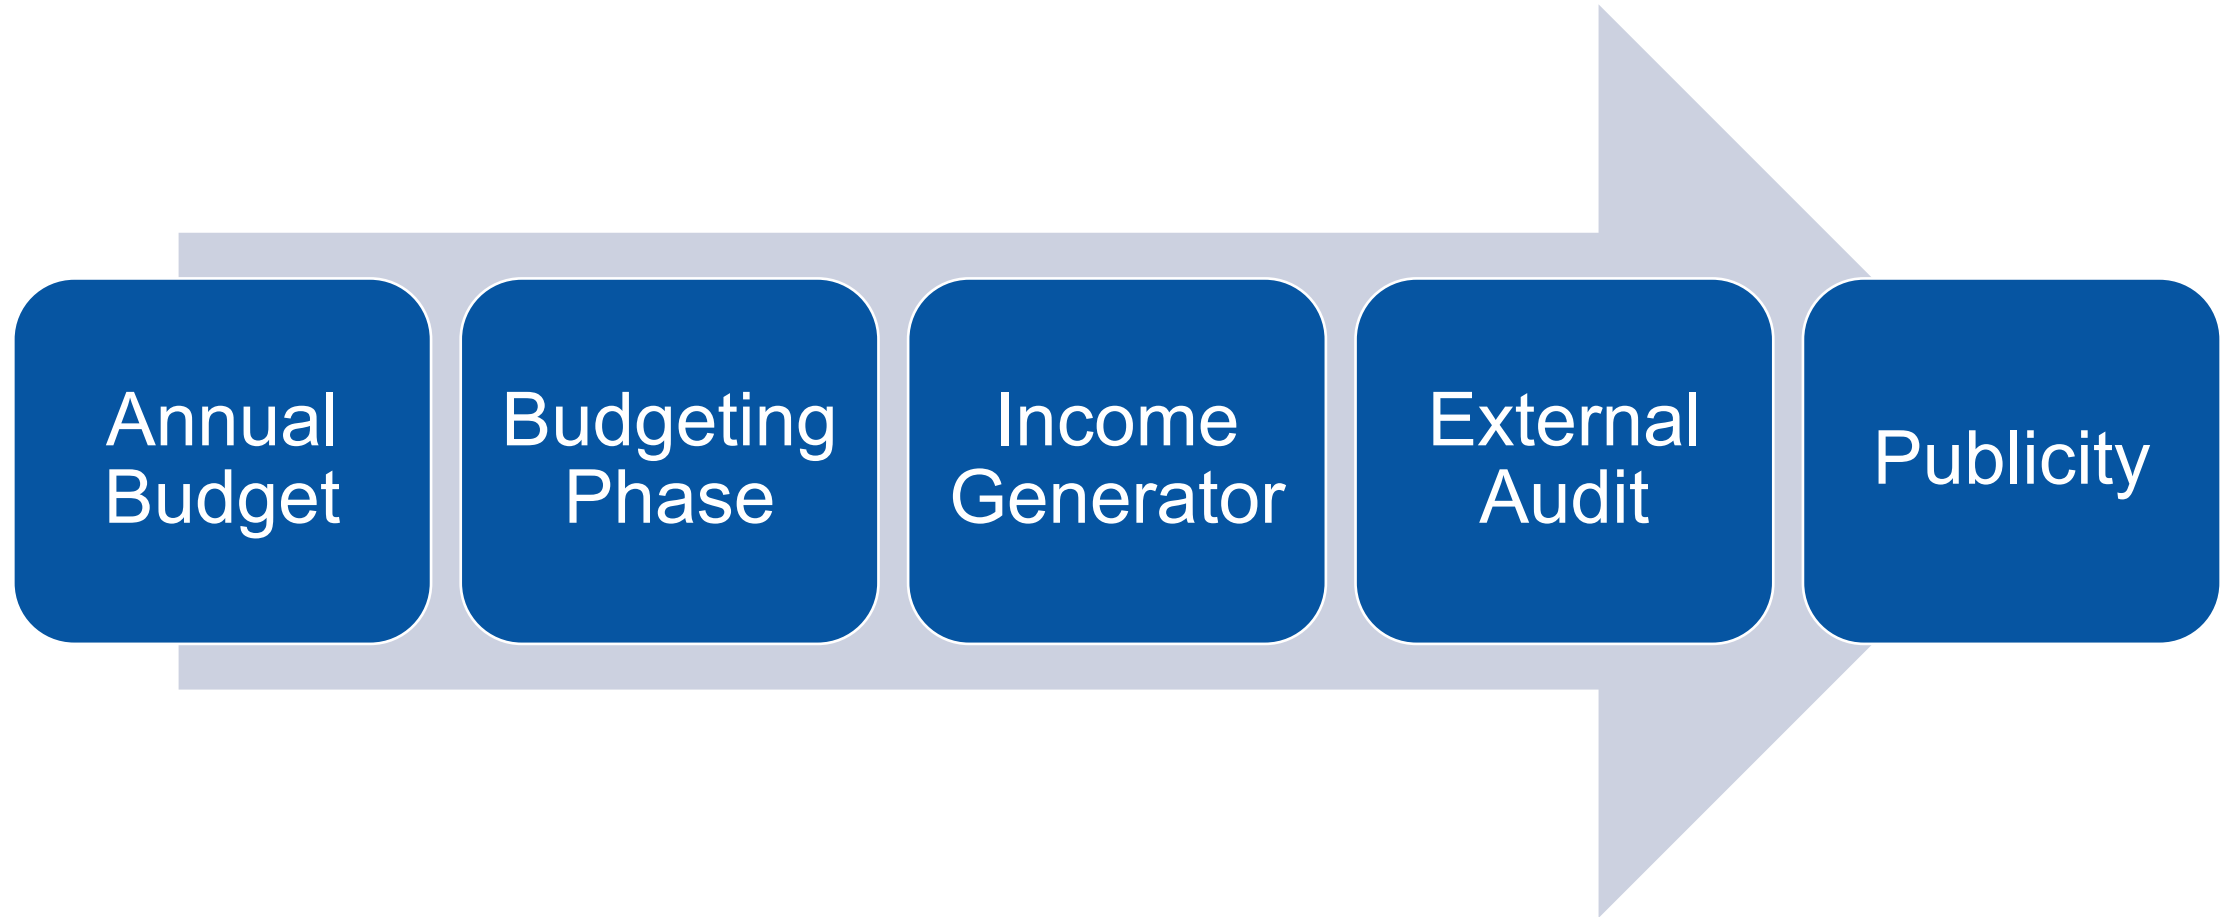 Annual
Budget
Budgeting
Phase
Income
Generator
External
Audit
Publicity